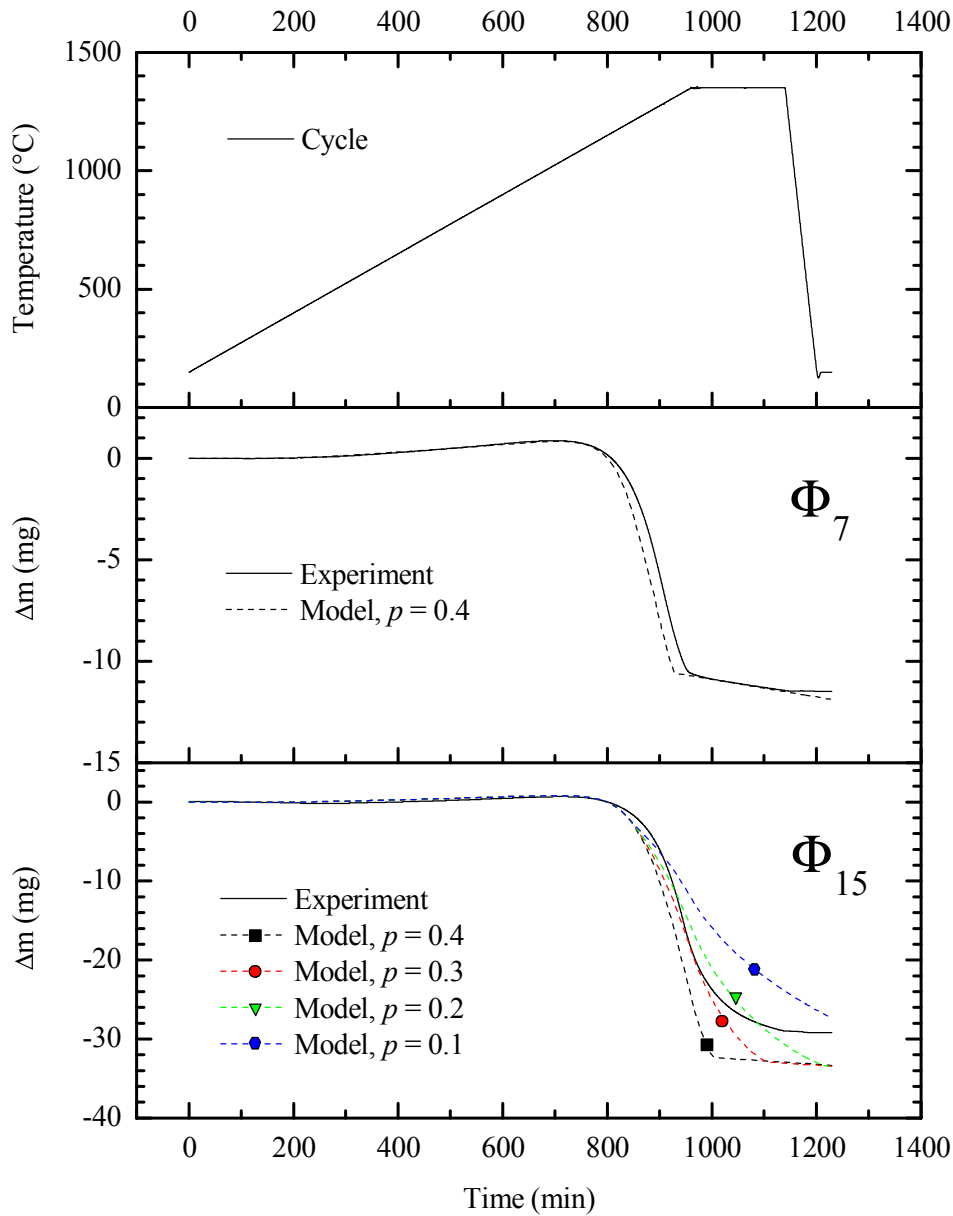 0 200 400 600 800 1000 1200 1400
1500
1000
500
0
Temperature (°C)
Cycle
0
-5
-10
-15
Δm (mg)
Φ7
Experiment
Model, p = 0.4
0
-10
-20
-30
-40
Δm (mg)
Φ15
Experiment
Model, p = 0.4
Model, p = 0.3
Model, p = 0.2
Model, p = 0.1
0 200 400 600 800 1000 1200 1400
Time (min)